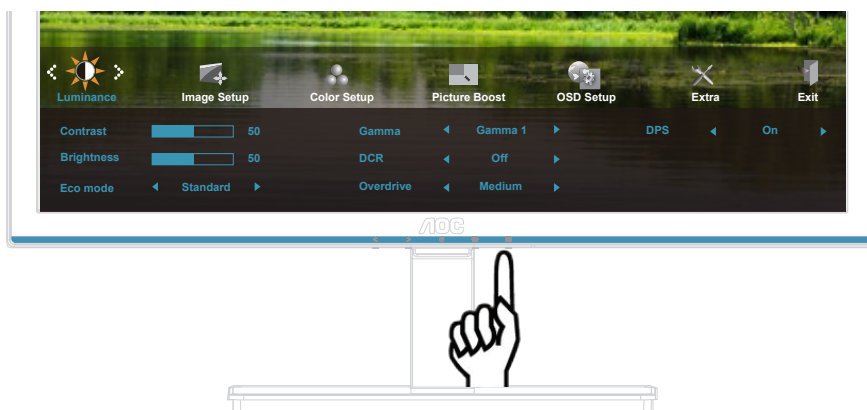 Luminance Image Setup Color Setup Picture Boost OSD Setup Extra Exit
Contrast 50 Gamma Gamma 1 DPS On
Brightness 50 DCR Off
Eco mode Standard Overdrive Medium
AOC